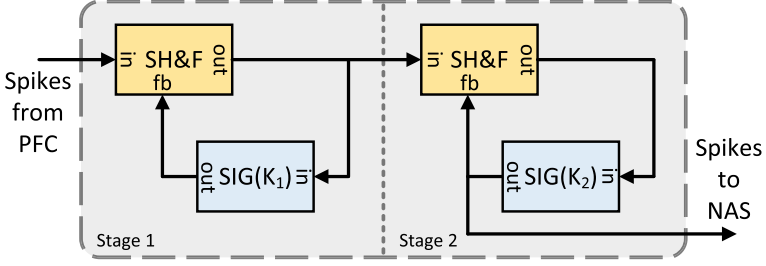 Spikes
from
PFC
in
SH&F
out
fb
out
SIG(K1)
in
Stage 1
in
SH&F
out
fb
out
SIG(K2)
in
Stage 2
Spikes
to
NAS